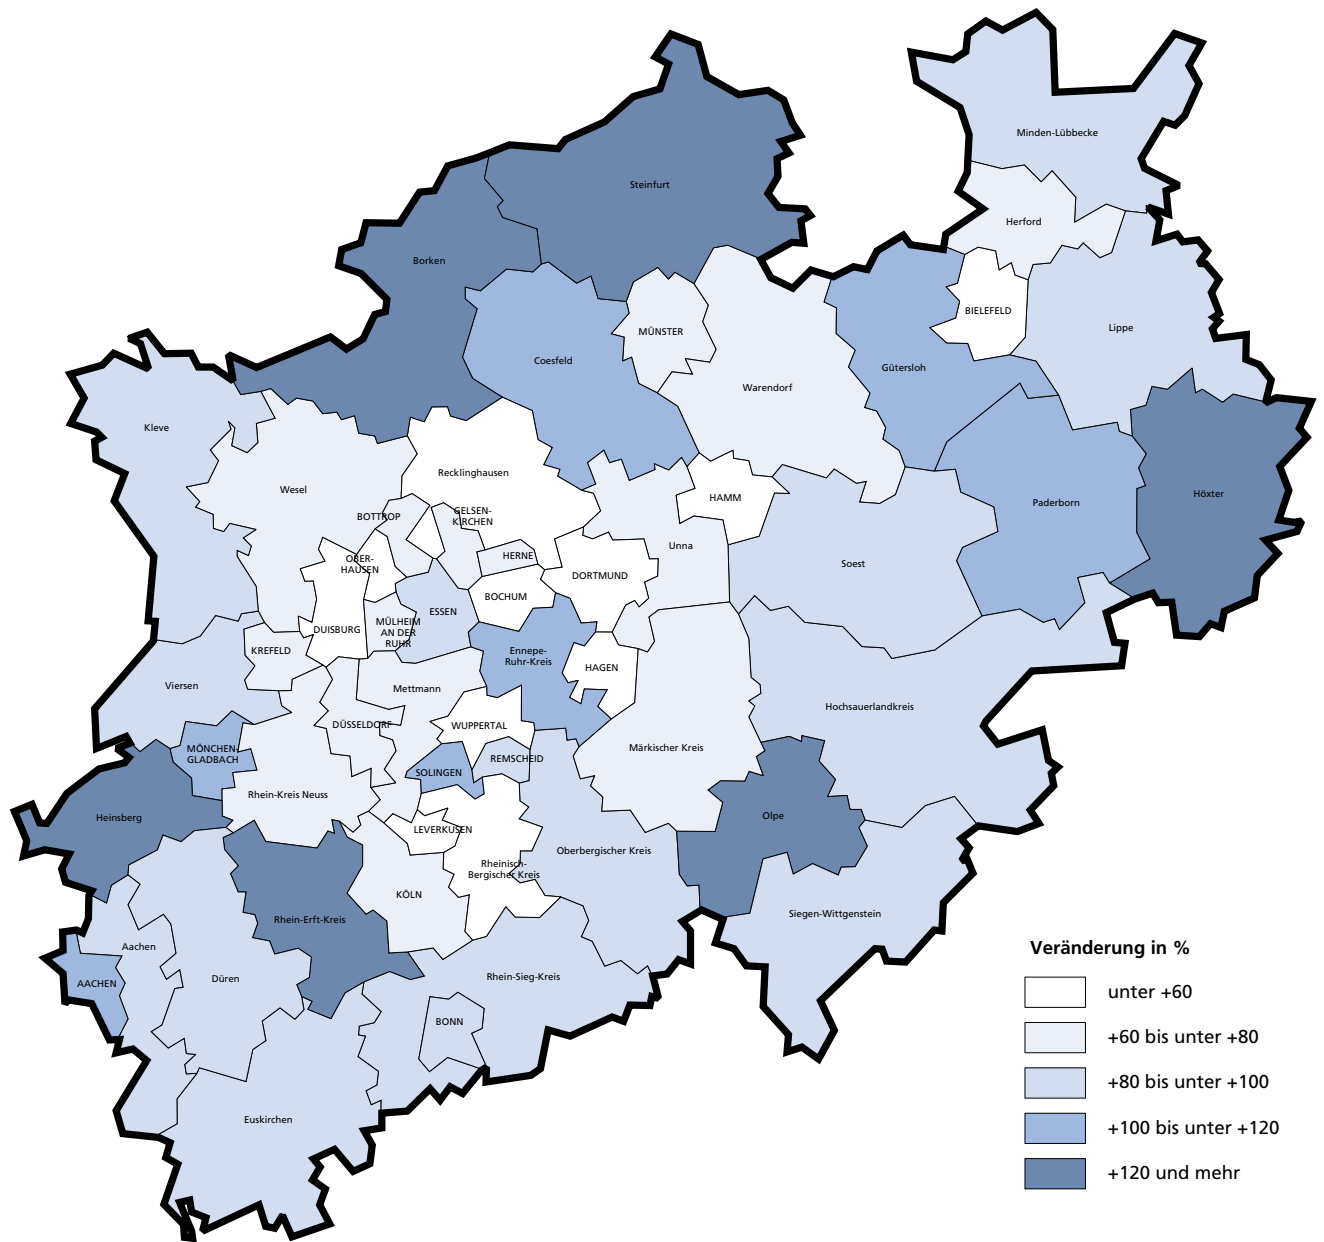 Minden-Lübbecke
Steinfurt
Herford
Borken
BIELEFELD
Lippe
MÜNSTER
Coesfeld
Gütersloh
Warendorf
Kleve
Recklinghausen
Wesel
Höxter
HAMM
Paderborn
BOTTROP
GELSEN-
KIRCHEN
Unna
HERNE
OBER-
HAUSEN
Soest
DORTMUND
BOCHUM
ESSEN
DUISBURG
MÜLHEIM
AN DER
RUHR
KREFELD
Ennepe-
Ruhr-Kreis
HAGEN
Viersen
Mettmann
Hochsauerlandkreis
DÜSSELDORF
WUPPERTAL
Märkischer Kreis
MÖNCHEN-
GLADBACH
REMSCHEID
SOLINGEN
Rhein-Kreis Neuss
Heinsberg
Olpe
LEVERKUSEN
Oberbergischer Kreis
Rheinisch-
Bergischer Kreis
KÖLN
Siegen-Wittgenstein
Rhein-Erft-Kreis
Aachen
Düren
Rhein-Sieg-Kreis
AACHEN
BONN
Euskirchen
Veränderung in %
unter +60
+60 bis unter +80
+80 bis unter +100
+100 bis unter +120
+120 und mehr